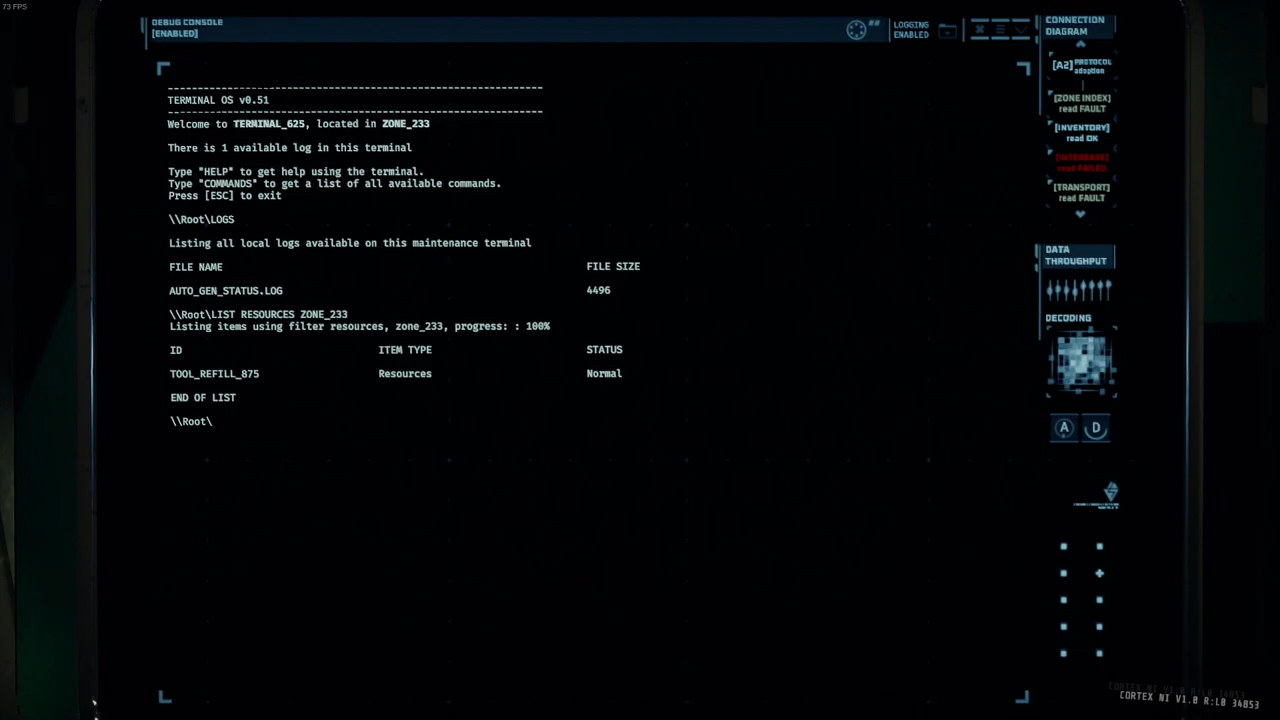 73 FPS
DEBUG CONSOLE
[ENABLED]
##
LOGGING
ENABLED
CONNECTION
DIAGRAM
[A2] PROTOCOL
adoption
[ZONE INDEX]
read FAULT
[INVENTORY]
read OK
[INTERBASE]
read FAILED
[TRANSPORT]
read FAULT
DATA
THROUGHPUT
DECODING
A D
------------------------------------------------------------------
TERMINAL OS v0.51
------------------------------------------------------------------
Welcome to TERMINAL_625, located in ZONE_233
There is 1 available log in this terminal
Type "HELP" to get help using the terminal.
Type "COMMANDS" to get a list of all available commands.
Press [ESC] to exit
\\Root\LOGS
Listing all local logs available on this maintenance terminal
FILE NAME FILE SIZE
AUTO_GEN_STATUS.LOG 4496
\\Root\LIST RESOURCES ZONE_233
Listing items using filter resources, zone_233, progress: : 100%
ID ITEM TYPE STATUS
TOOL_REFILL_875 Resources Normal
END OF LIST
\\Root\
CORTEX NI V1.0 R:L0 34853